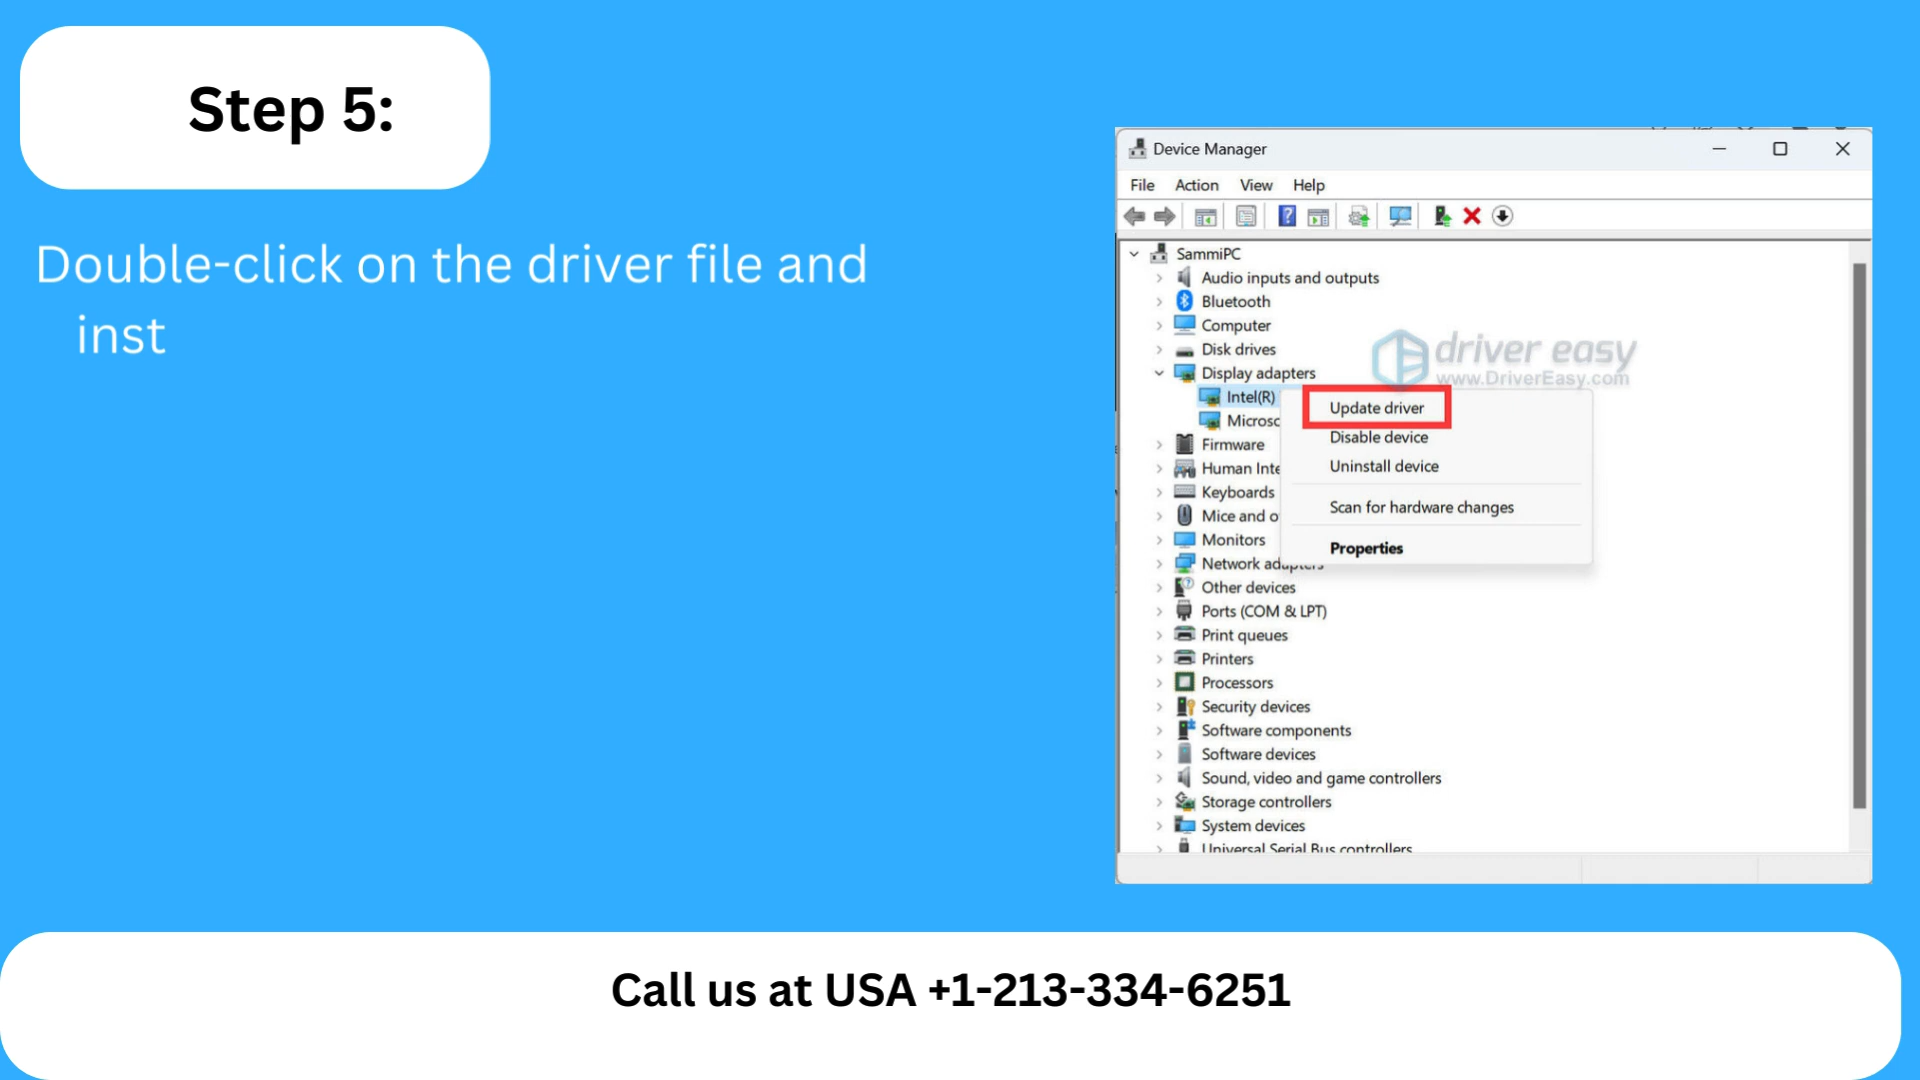 Step 5:
Double-click on the driver file and
inst
Device Manager
File Action View Help
SammiPC
Audio inputs and outputs
Bluetooth
Computer
Disk drives
Display adapters
Intel(R)
Microsc
Firmware
Human Inte
Keyboards
Mice and o
Monitors
Network adapters
Other devices
Ports (COM & LPT)
Print queues
Printers
Processors
Security devices
Software components
Software devices
Sound, video and game controllers
Storage controllers
System devices
Universal Serial Bus controllers
driver easy
www.DriverEasy.com
Update driver
Disable device
Uninstall device
Scan for hardware changes
Properties
Call us at USA +1-213-334-6251